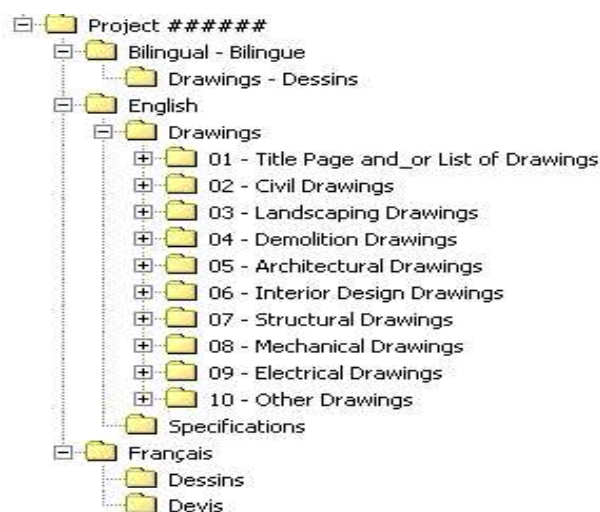 Project ######
Bilingual - Bilingue
Drawings - Dessins
English
Drawings
01 - Title Page and_or List of Drawings
02 - Civil Drawings
03 - Landscaping Drawings
04 - Demolition Drawings
05 - Architectural Drawings
06 - Interior Design Drawings
07 - Structural Drawings
08 - Mechanical Drawings
09 - Electrical Drawings
10 - Other Drawings
Specifications
Français
Dessins
Devis